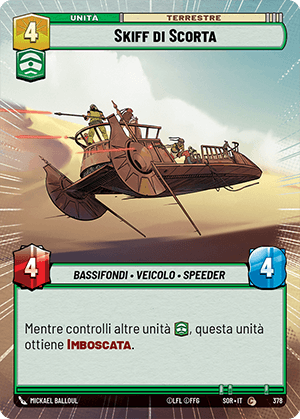 4
UNITÀ
TERRESTRE
SKIFF DI SCORTA
4
BASSIFONDI • VEICOLO • SPEEDER
4
Mentre controlli altre unità , questa unità
ottiene IMBOSCATA.
MICKAEL BALLOUL
©LFL ©FFG
SOR • IT
C
378